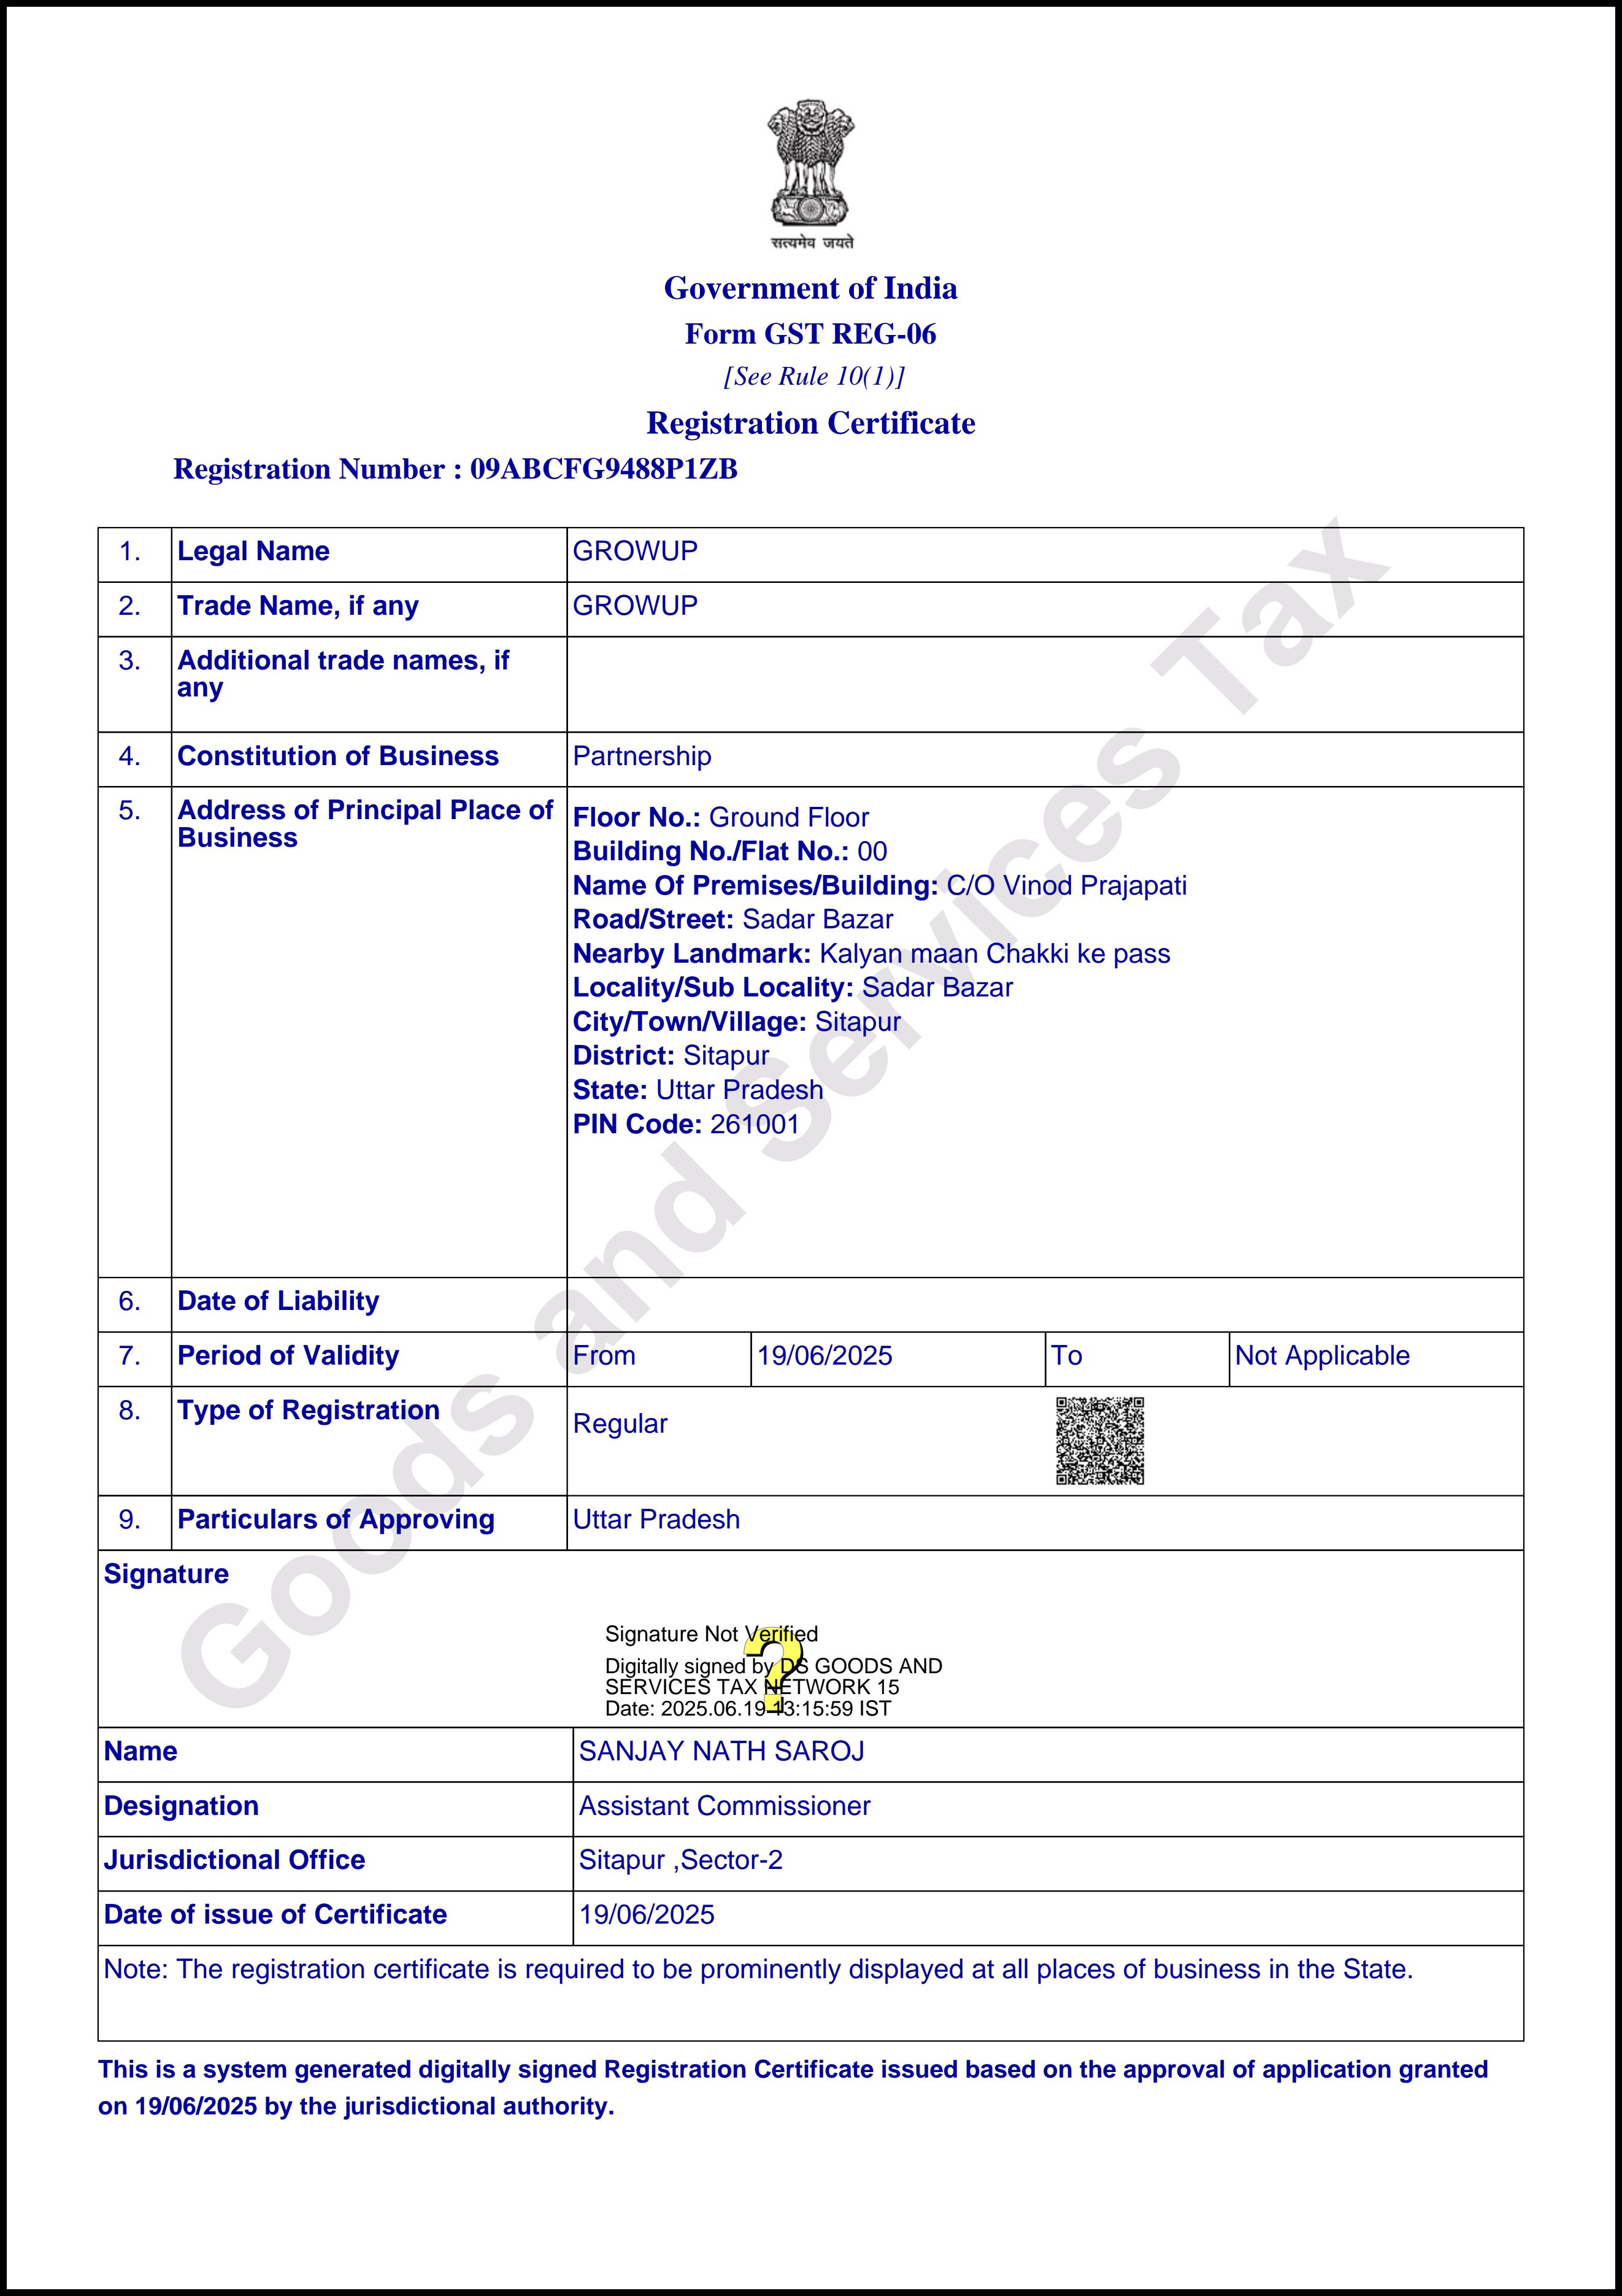 सत्यमेव जयते
Government of India
Form GST REG-06
[See Rule 10(1)]
Registration Certificate
Registration Number : 09ABCFG9488P1ZB
1. Legal Name GROWUP
2. Trade Name, if any GROWUP
3. Additional trade names, if
any
4. Constitution of Business Partnership
5. Address of Principal Place of
Business
Floor No.: Ground Floor
Building No./Flat No.: 00
Name Of Premises/Building: C/O Vinod Prajapati
Road/Street: Sadar Bazar
Nearby Landmark: Kalyan maan Chakki ke pass
Locality/Sub Locality: Sadar Bazar
City/Town/Village: Sitapur
District: Sitapur
State: Uttar Pradesh
PIN Code: 261001
6. Date of Liability
7. Period of Validity From 19/06/2025 To Not Applicable
8. Type of Registration Regular
9. Particulars of Approving Uttar Pradesh
Signature
Signature Not Verified
Digitally signed by DS GOODS AND
SERVICES TAX NETWORK 15
Date: 2025.06.19 13:15:59 IST
Name SANJAY NATH SAROJ
Designation Assistant Commissioner
Jurisdictional Office Sitapur ,Sector-2
Date of issue of Certificate 19/06/2025
Note: The registration certificate is required to be prominently displayed at all places of business in the State.
This is a system generated digitally signed Registration Certificate issued based on the approval of application granted
on 19/06/2025 by the jurisdictional authority.
Goods and Services Tax